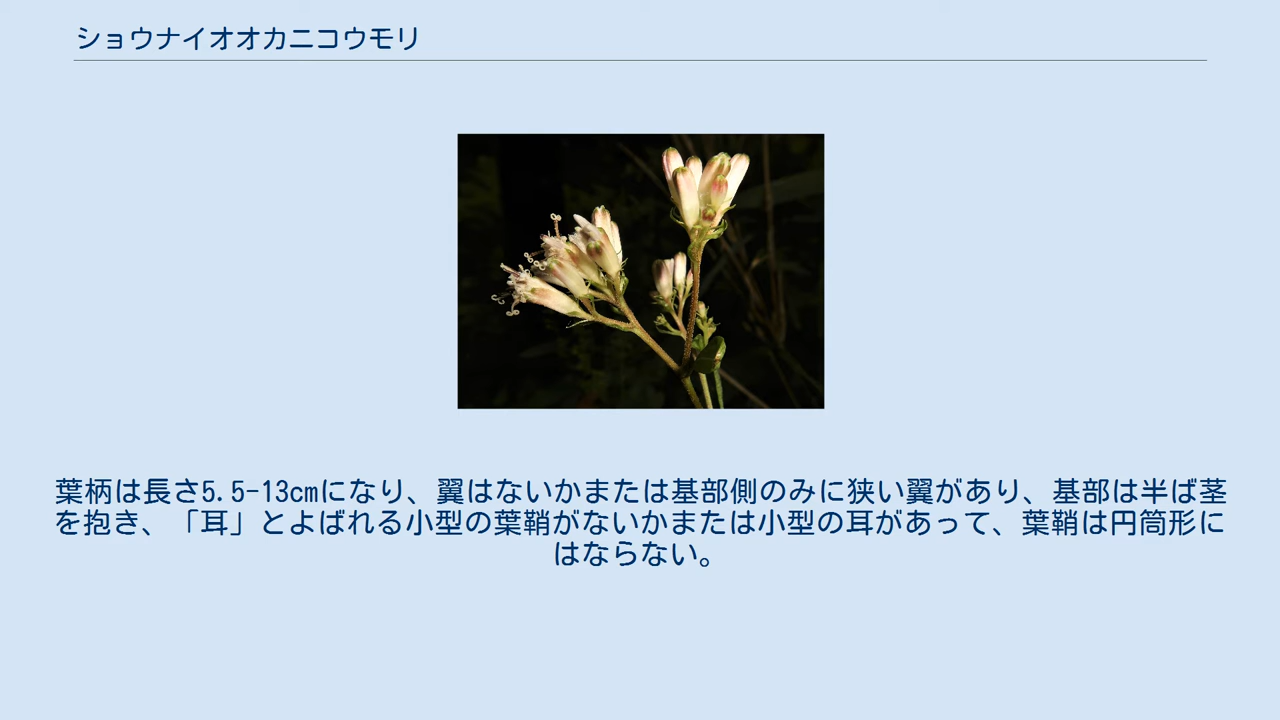 ショウナイオオカニコウモリ
葉柄は長さ5.5-13cmになり、翼はないかまたは基部側のみに狭い翼があり、基部は半ば茎
を抱き、「耳」とよばれる小型の葉鞘がないかまたは小型の耳があって、葉鞘は円筒形に
はならない。